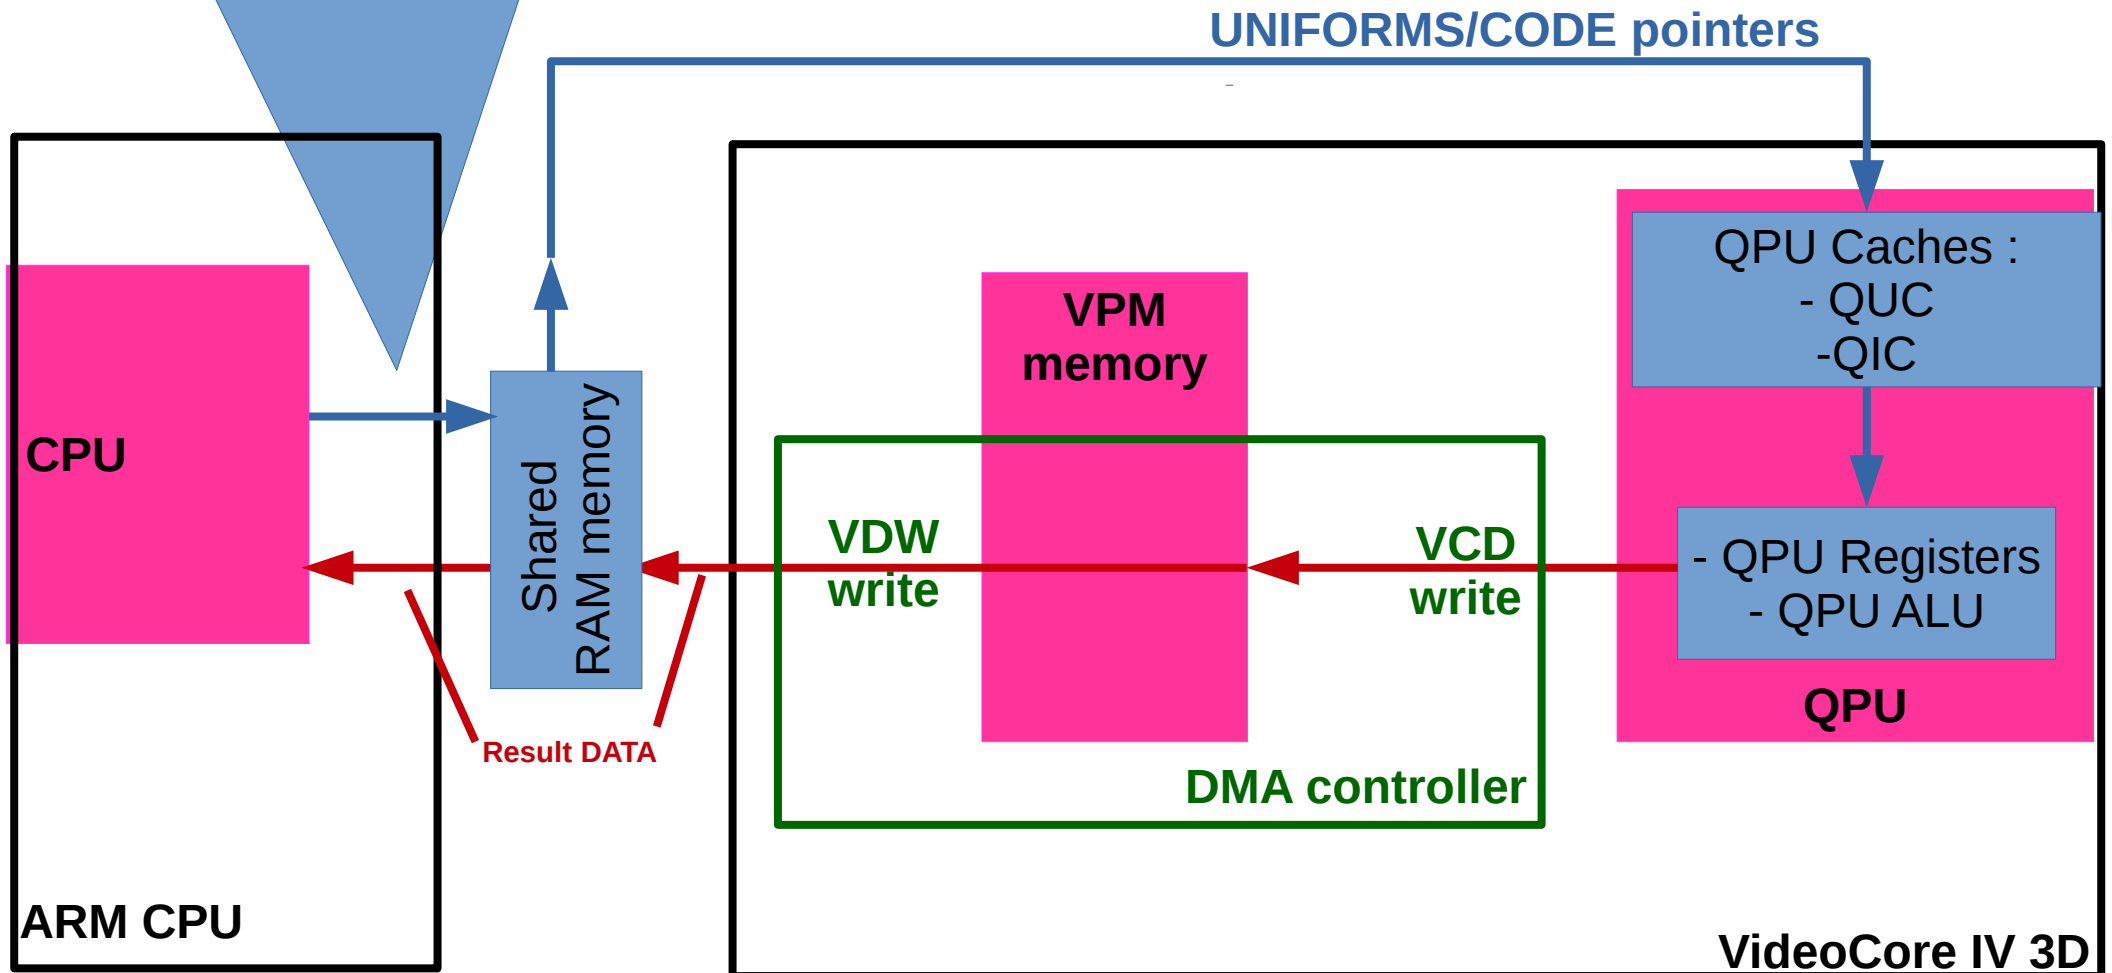 UNIFORMS/CODE pointers
QPU Caches :
- QUC
-QIC
VPM
memory
CPU
Shared
RAM memory
VDW
write
VCD
write
- QPU Registers
- QPU ALU
QPU
Result DATA
DMA controller
ARM CPU
VideoCore IV 3D